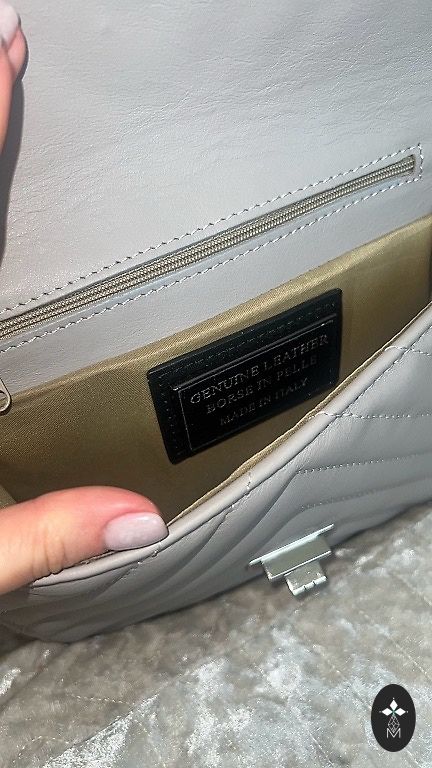 GENUINE LEATHER
BORSE IN PELLE
MADE IN ITALY
M